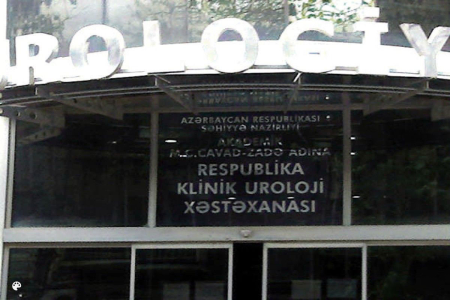 ROLOGİY
AZƏRBAYCAN RESPUBLİKASI
SƏHİYYƏ NAZİRLİYİ
AKADEMİK
M.C.CAVAD-ZADƏ ADINA
RESPUBLİKA
KLİNİK UROLOJİ
XƏSTƏXANASI